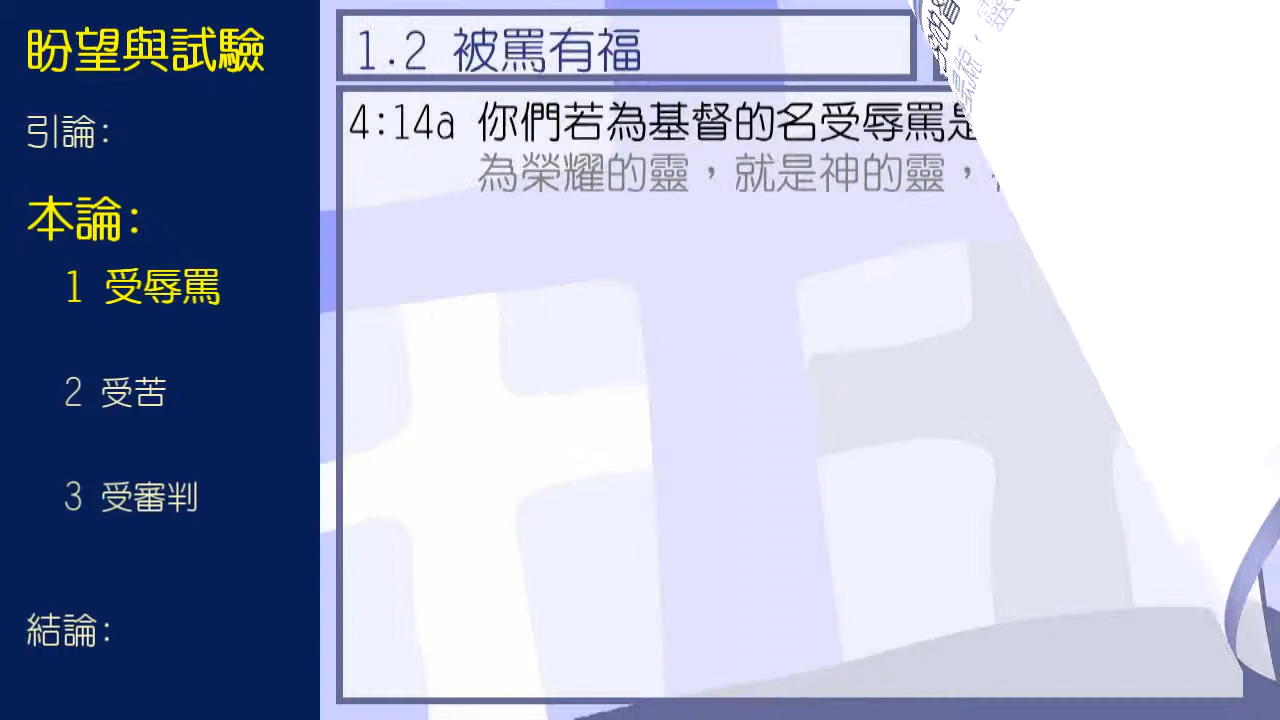 盼望與試驗
引論:
本論:
1 受辱罵
2 受苦
3 受審判
結論:
1.2 被罵有福
4:14a 你們若為基督的名受辱罵是
為榮耀的靈，就是神的靈，